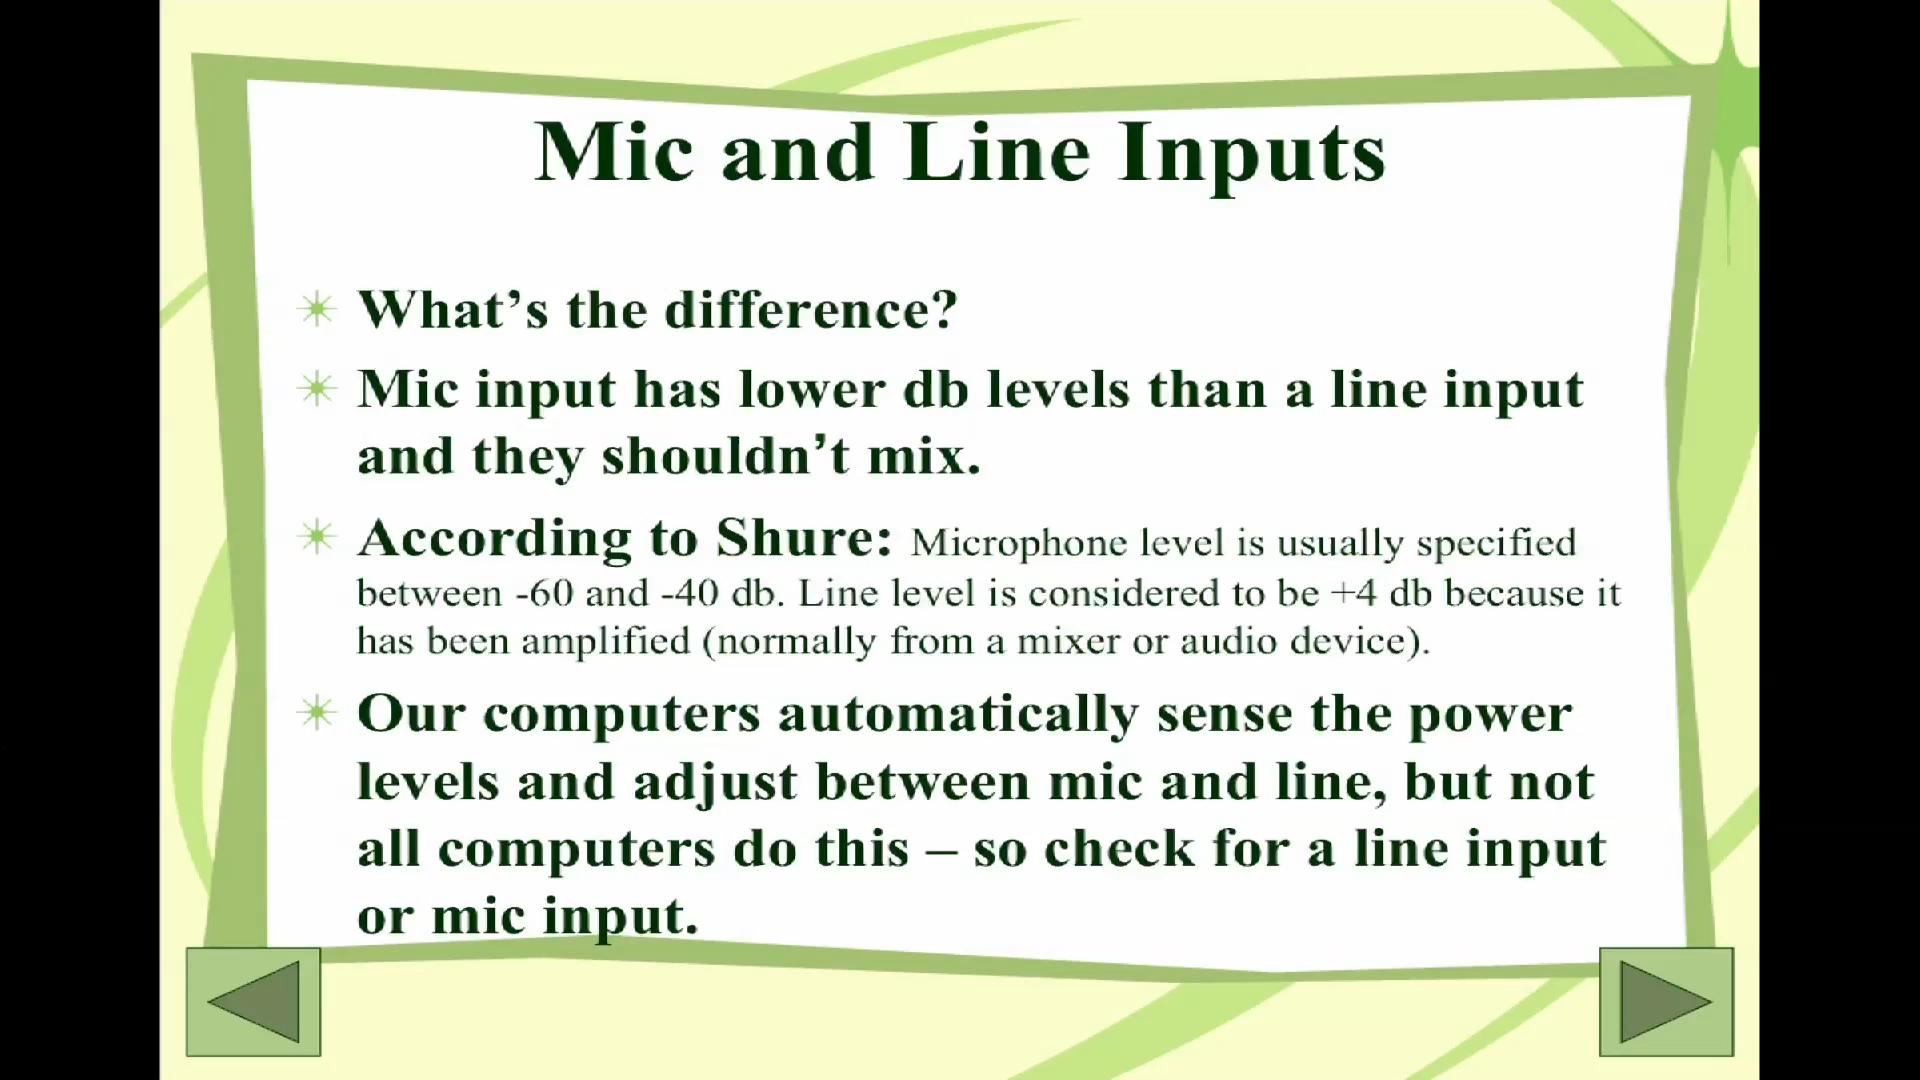 Mic and Line Inputs
What’s the difference?
Mic input has lower db levels than a line input
and they shouldn’t mix.
According to Shure: Microphone level is usually specified
between -60 and -40 db. Line level is considered to be +4 db because it
has been amplified (normally from a mixer or audio device).
Our computers automatically sense the power
levels and adjust between mic and line, but not
all computers do this – so check for a line input
or mic input.